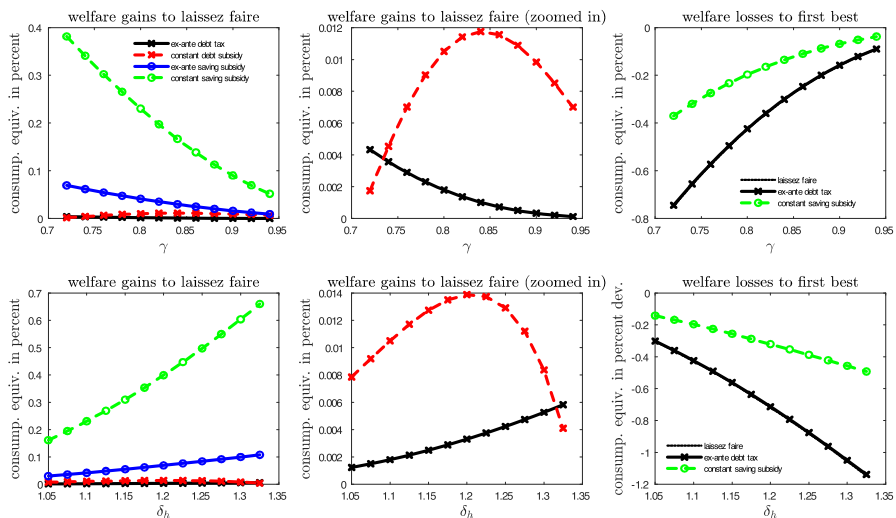 welfare gains to laissez faire
consump. equiv. in percent
0.4
0.3
0.2
0.1
0
0.7 0.75 0.8 0.85 0.9 0.95
γ
ex-ante debt tax
constant debt subsidy
ex-ante saving subsidy
constant saving subsidy
welfare gains to laissez faire (zoomed in)
consump. equiv. in percent
0.012
0.01
0.008
0.006
0.004
0.002
0
0.7 0.75 0.8 0.85 0.9 0.95
γ
welfare losses to first best
consump. equiv. in percent
0
-0.2
-0.4
-0.6
-0.8
0.7 0.75 0.8 0.85 0.9 0.95
γ
laissez faire
ex-ante debt tax
constant saving subsidy
welfare gains to laissez faire
consump. equiv. in percent
0.7
0.6
0.5
0.4
0.3
0.2
0.1
0
1.05 1.1 1.15 1.2 1.25 1.3 1.35
δh
welfare gains to laissez faire (zoomed in)
consump. equiv. in percent
0.014
0.012
0.01
0.008
0.006
0.004
0.002
0
1.05 1.1 1.15 1.2 1.25 1.3 1.35
δh
welfare losses to first best
consump. equiv. in percent dev.
0
-0.2
-0.4
-0.6
-0.8
-1
-1.2
1.05 1.1 1.15 1.2 1.25 1.3 1.35
δh
laissez faire
ex-ante debt tax
constant saving subsidy